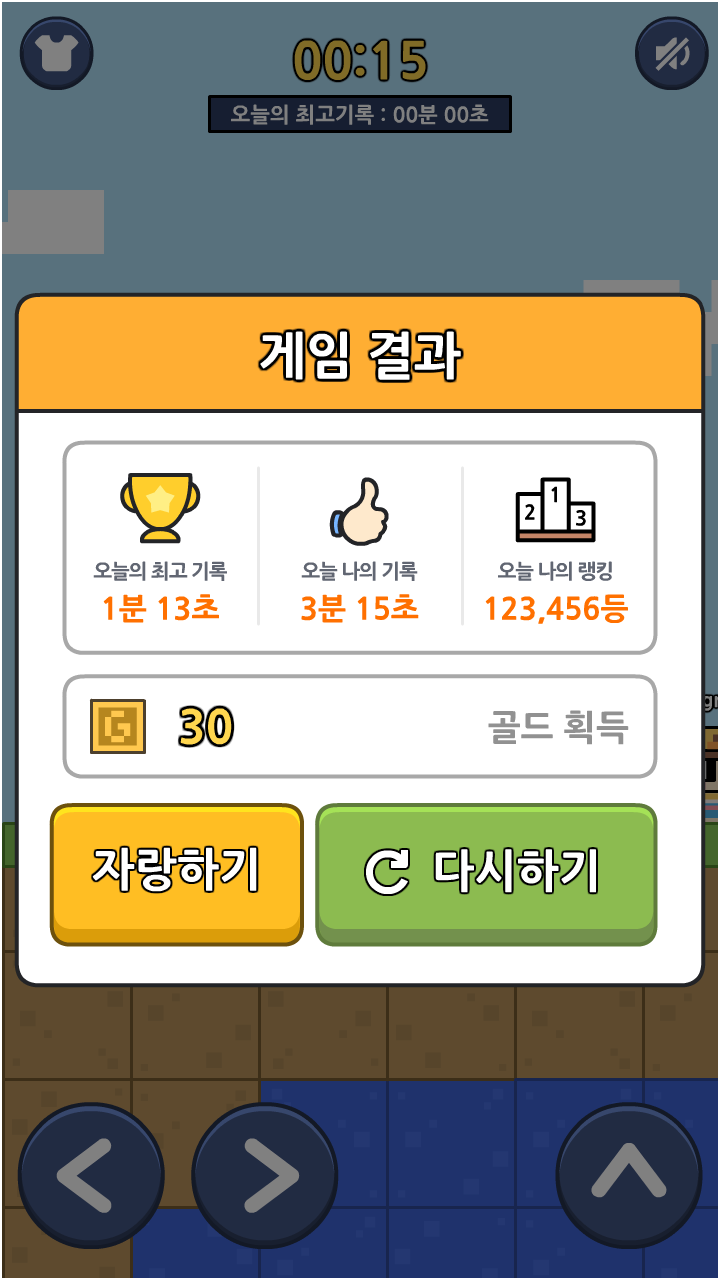 00:15
오늘의 최고기록 : 00분 00초
게임 결과
1
2
3
오늘의 최고 기록
오늘 나의 기록
오늘 나의 랭킹
1분 13초
3분 15초
123,456등
G
30
골드 획득
자랑하기
다시하기